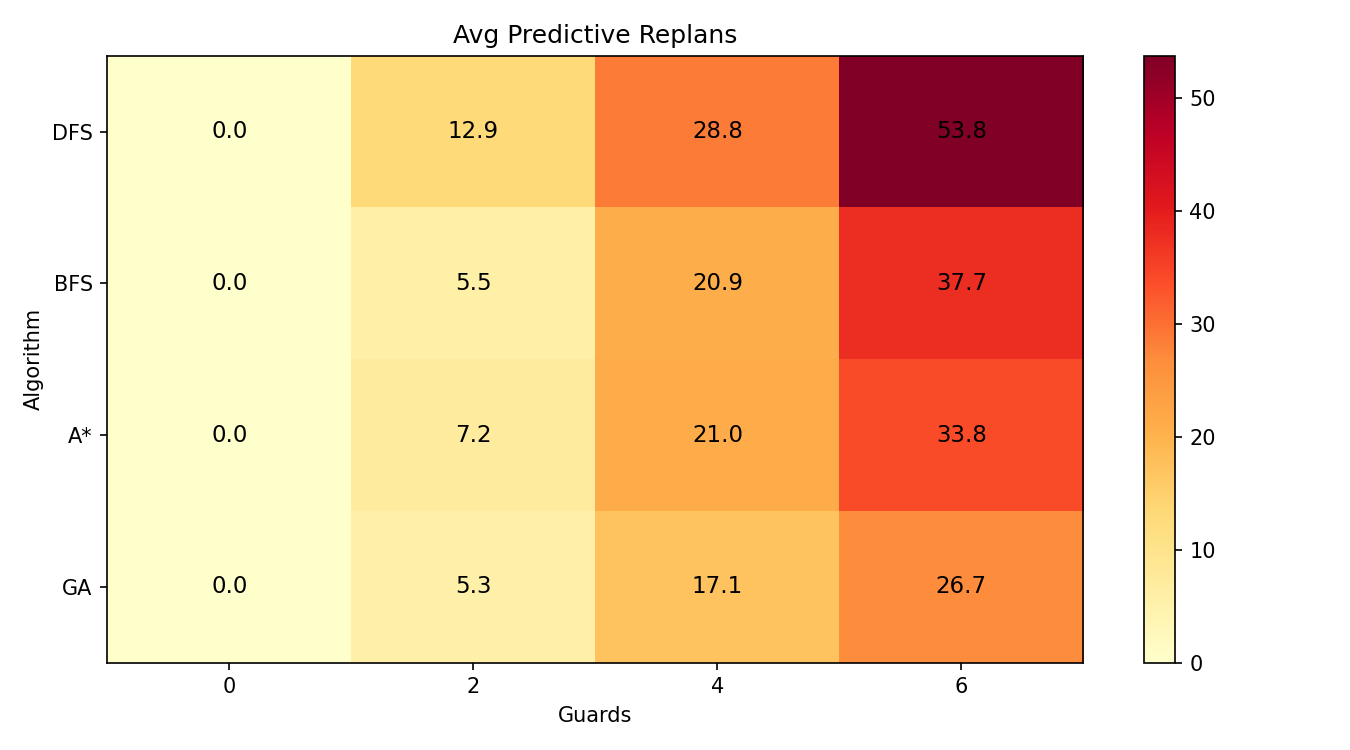 Avg Predictive Replans
DFS 0.0 12.9 28.8 53.8
BFS 0.0 5.5 20.9 37.7
A* 0.0 7.2 21.0 33.8
GA 0.0 5.3 17.1 26.7
Algorithm
0 2 4 6
Guards
50
40
30
20
10
0